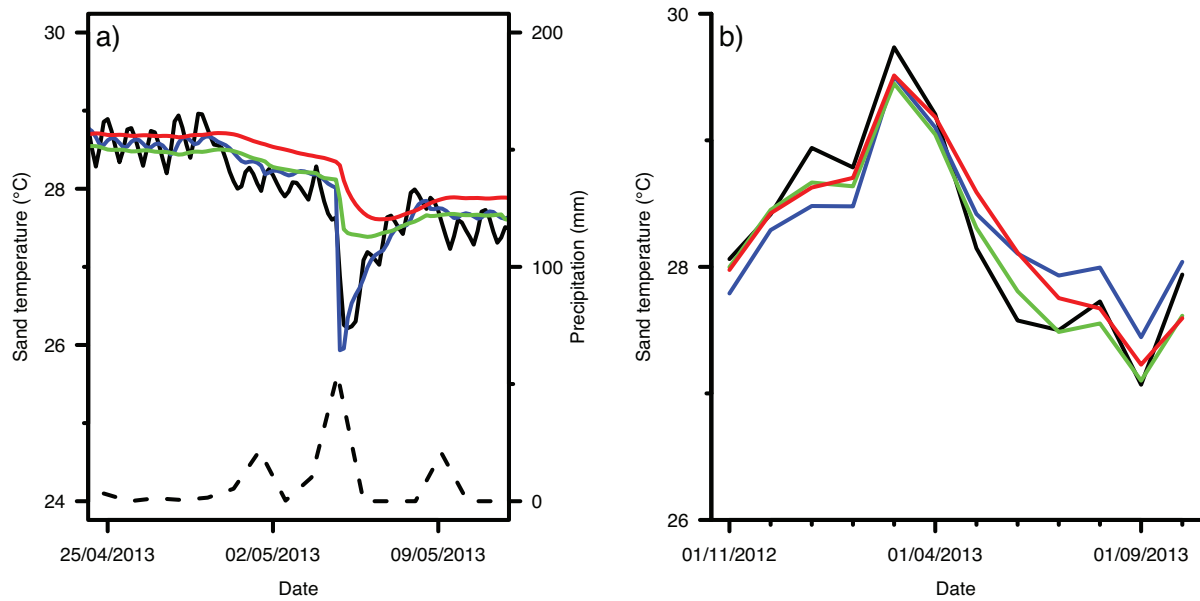 a)
30
28
26
24
Sand temperature (°C)
200
100
0
Precipitation (mm)
25/04/2013
02/05/2013
09/05/2013
Date
b)
30
28
26
Sand temperature (°C)
01/11/2012
01/04/2013
01/09/2013
Date